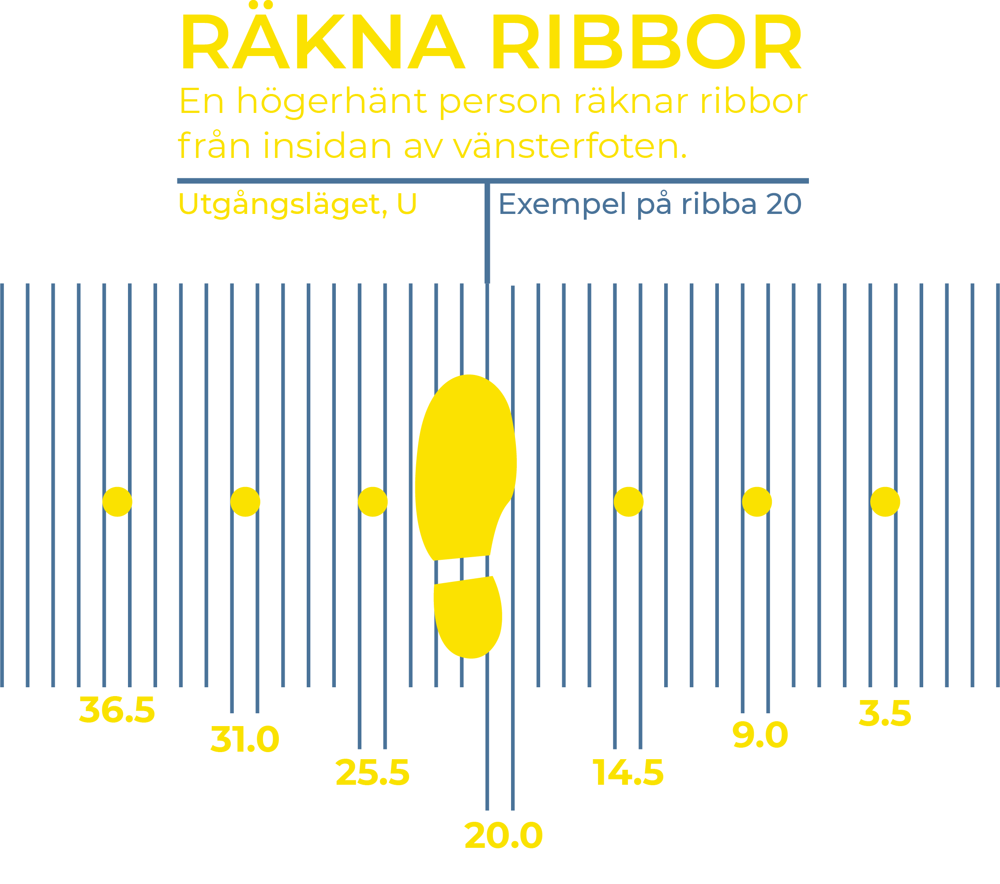 RÄKNA RIBBOR
En högerhänt person räknar ribbor
från insidan av vänsterfoten.
Utgångsläget, U
Exempel på ribba 20
36.5
31.0
25.5
20.0
14.5
9.0
3.5